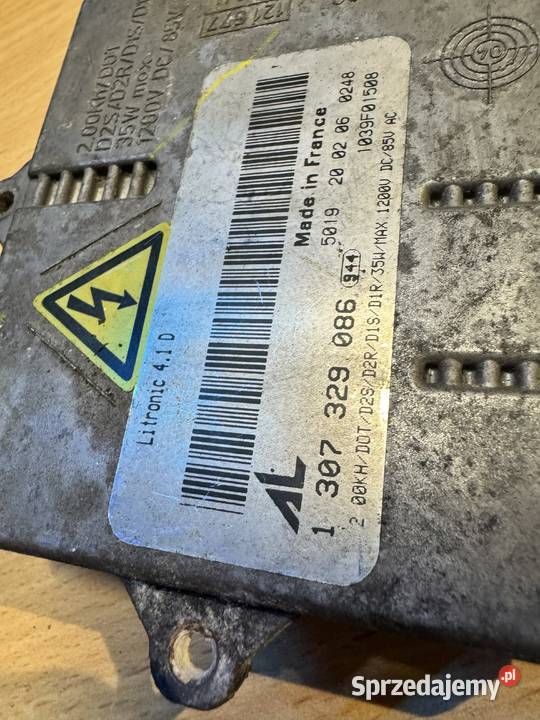 2.00KH/DOT
D2S/D2R/D1S/D1
35W max.
1200V DC/85V
121677
Litronic 4.1 D
Made in France
5019 20 02 06 0248
1039F01508
AL
1 307 329 086 944
2 00KH/DOT/D2S/D2R/D1S/D1R/35W/MAX 1200V DC/85V AC
Sprzedajemy.pl